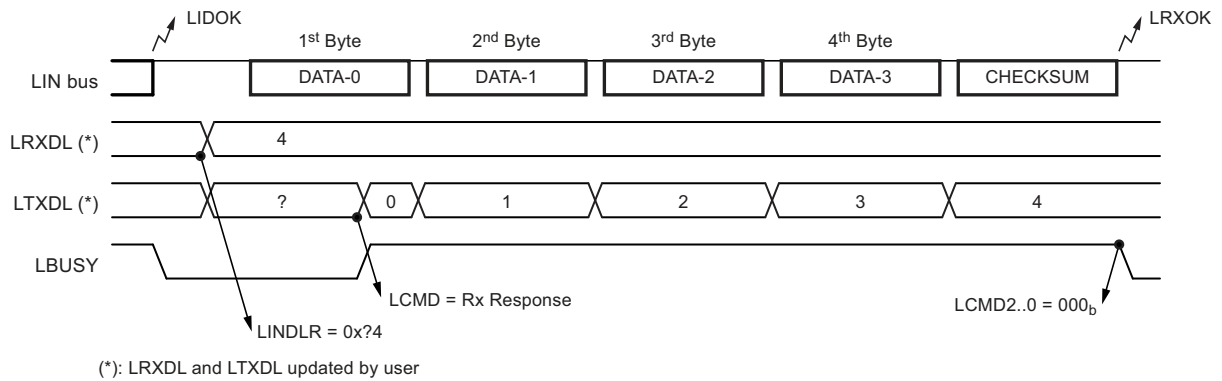 LIDOK
LRXOK
1st Byte 2nd Byte 3rd Byte 4th Byte
LIN bus DATA-0 DATA-1 DATA-2 DATA-3 CHECKSUM
LRXDL (*) 4
LTXDL (*) ? 0 1 2 3 4
LBUSY
LCMD = Rx Response
LCMD2..0 = 000b
LINDLR = 0x?4
(*): LRXDL and LTXDL updated by user